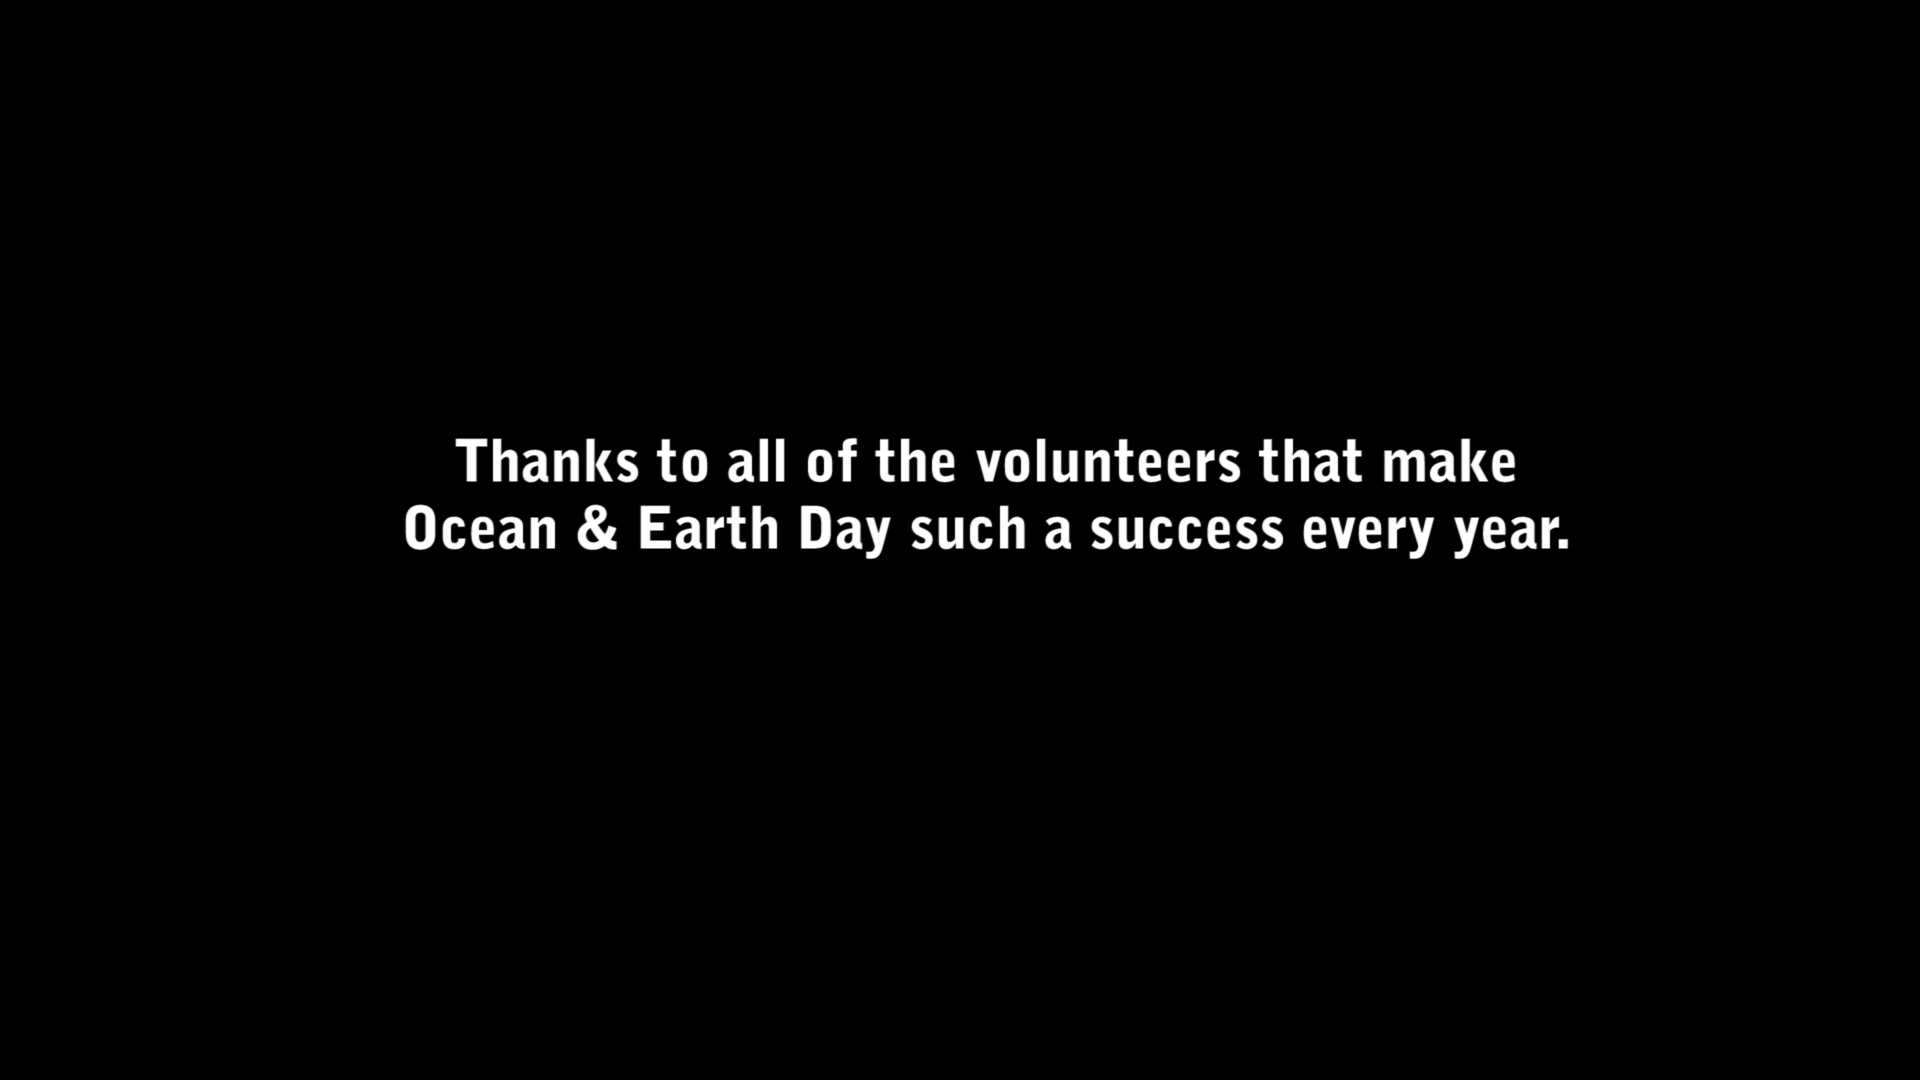 Thanks to all of the volunteers that make
Ocean & Earth Day such a success every year.